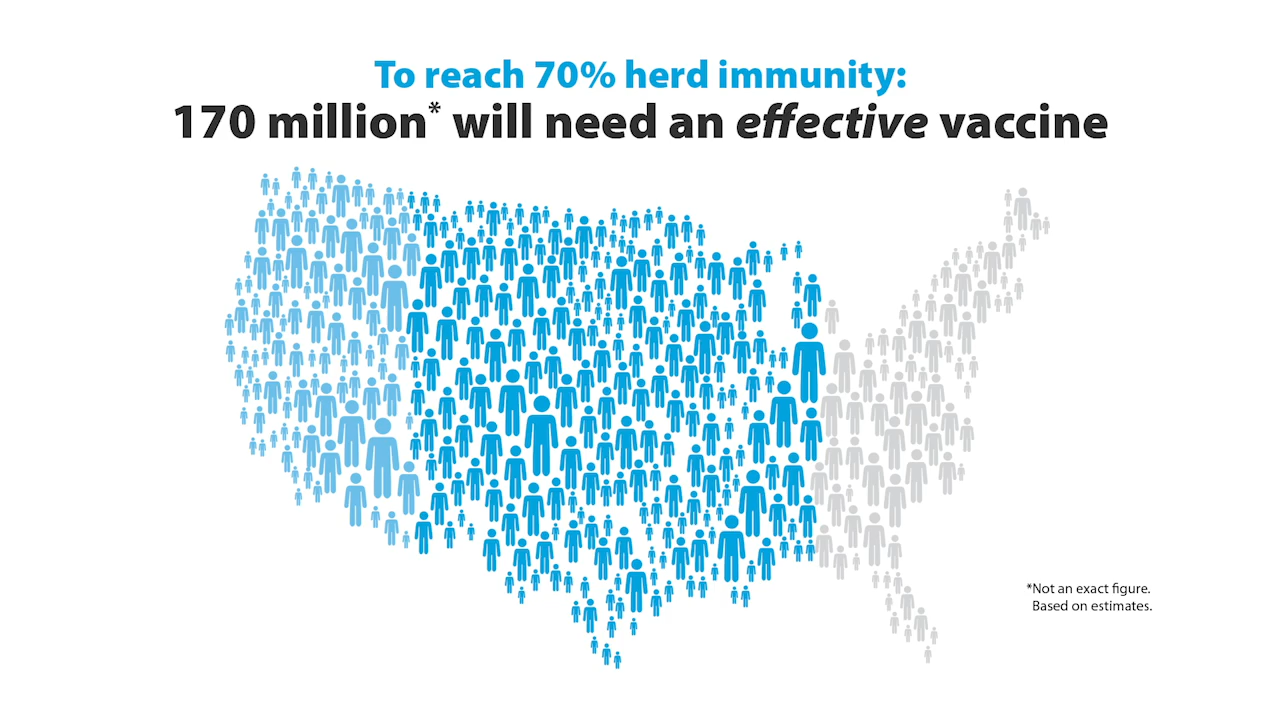 To reach 70% herd immunity:
170 million* will need an effective vaccine
*Not an exact figure.
Based on estimates.